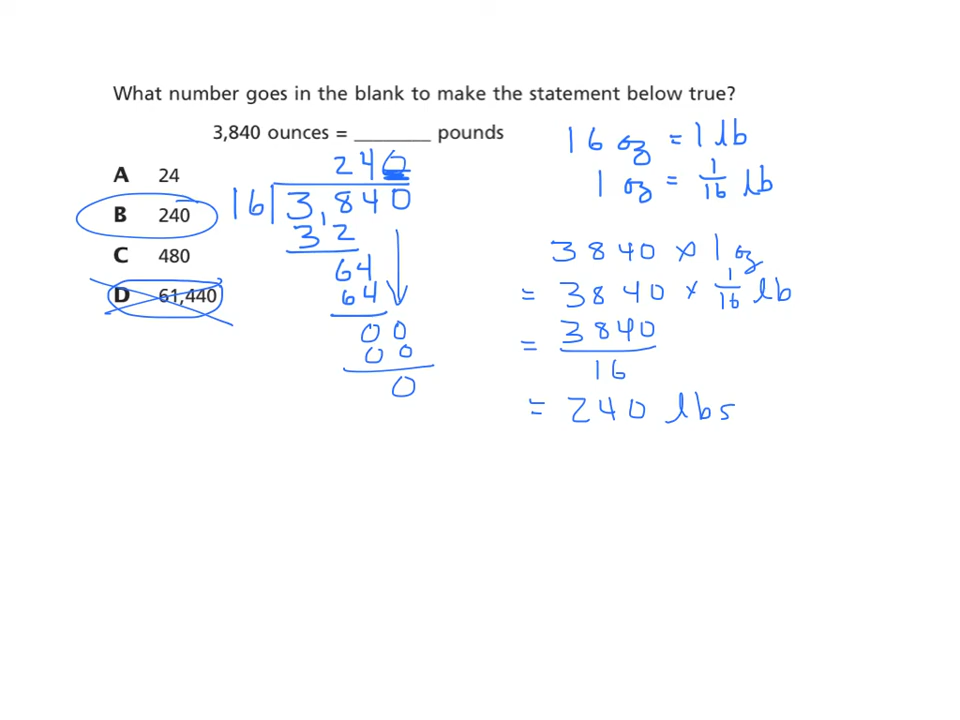 What number goes in the blank to make the statement below true?
3,840 ounces = ________ pounds
A 24
B 240
C 480
D 61,440
240
16 3,840
32
64
64
00
00
0
16 oz = 1 lb
1 oz = 1/16 lb
3840 × 1 oz
= 3840 × 1/16 lb
= 3840/16
= 240 lbs